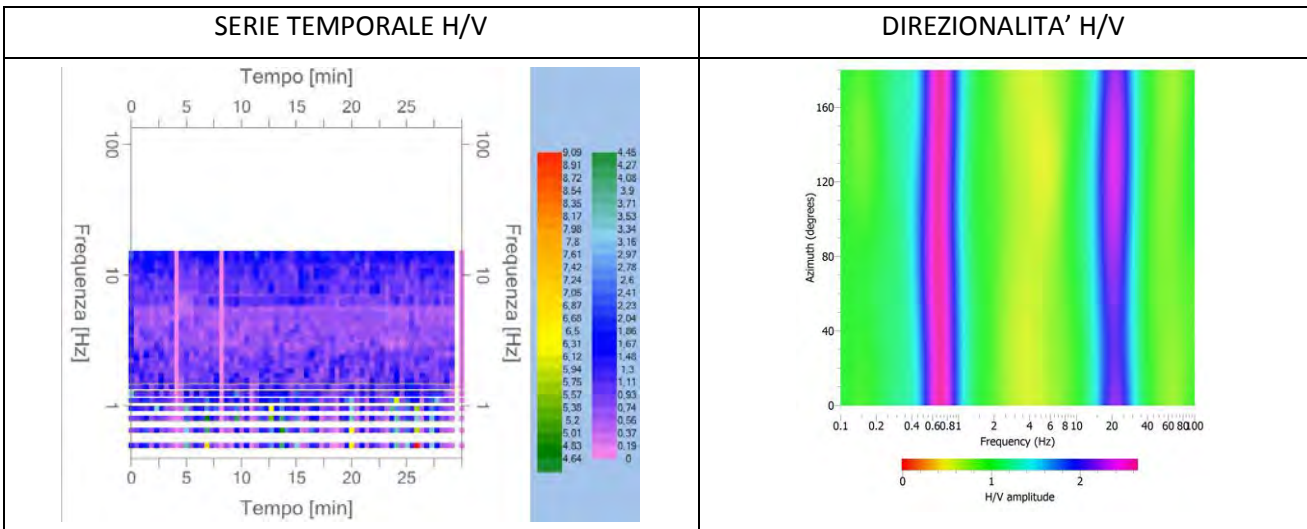 SERIE TEMPORALE H/V
DIREZIONALITA’ H/V
Tempo [min]
0 5 10 15 20 25
100 100
10 10
1 1
Frequenza [Hz]
Frequenza [Hz]
0 5 10 15 20 25
Tempo [min]
9.09 4.45
8.91 4.27
8.72 4.08
8.54 3.9
8.35 3.71
8.17 3.53
7.98 3.34
7.8 3.16
7.61 2.97
7.42 2.78
7.24 2.6
7.05 2.41
6.87 2.23
6.68 2.04
6.5 1.86
6.31 1.67
6.12 1.48
5.94 1.3
5.75 1.11
5.57 0.93
5.38 0.74
5.2 0.56
5.01 0.37
4.83 0.19
4.64 0
Azimuth (degrees)
160
120
80
40
0
0.1 0.2 0.4 0.60.81 2 4 6 8 10 20 40 60 80100
Frequency (Hz)
0 1 2
H/V amplitude